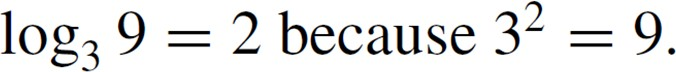 log₃ 9 = 2 because 3² = 9.